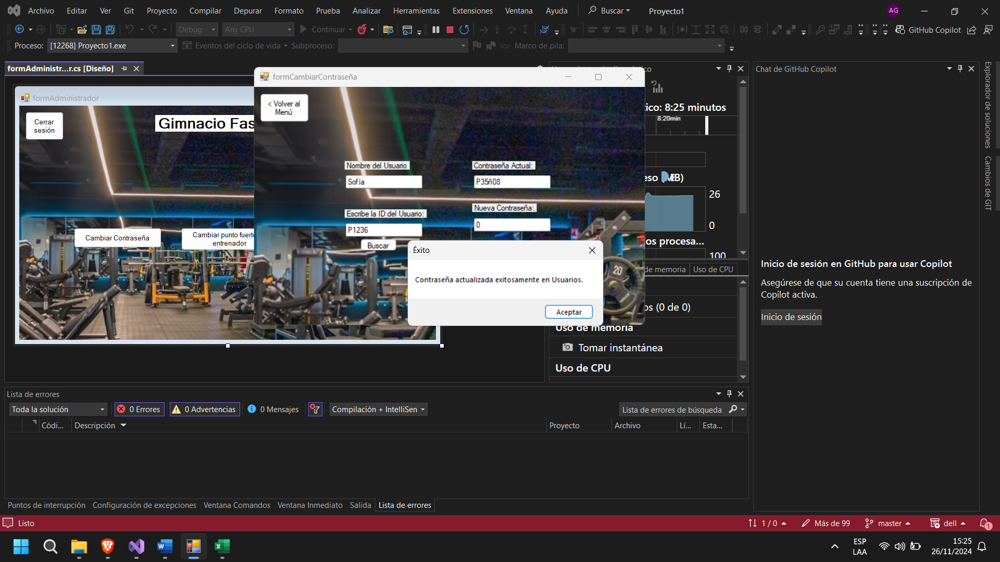 Archivo Editar Ver Git Proyecto Compilar Depurar Formato Prueba Analizar Herramientas Extensiones Ventana Ayuda Buscar Proyecto1 AG
Debug Any CPU Continuar GitHub Copilot
Proceso: [12268] Proyecto1.exe Eventos del ciclo de vida Subproceso: Marco de pila:
formAdministr...r.cs [Diseño]
formAdministrador
Cerrar
sesión
Gimnacio Fas
Cambiar Contraseña
Cambiar punto fuerte
entrenador
formCambiarContraseña
< Volver al
Menú
Nombre del Usuario
Sofía
Escribe la ID del Usuario:
P1236
Buscar
Contraseña Actual:
P35ñ08
Nueva Contraseña:
0
Éxito
Contraseña actualizada exitosamente en Usuarios.
Aceptar
20
tico: 8:25 minutos
8:20min
26
0
os procesa...
100
de memoria Uso de CPU
os (0 de 0)
Uso de memoria
Tomar instantánea
Uso de CPU
Chat de GitHub Copilot
Inicio de sesión en GitHub para usar Copilot
Asegúrese de que su cuenta tiene una suscripción de
Copilot activa.
Inicio de sesión
Explorador de soluciones
Cambios de GIT
Lista de errores
Toda la solución 0 Errores 0 Advertencias 0 Mensajes Compilación + IntelliSen Lista de errores de búsqueda
Códi... Descripción Proyecto Archivo Lí... Esta...
Puntos de interrupción Configuración de excepciones Ventana Comandos Ventana Inmediato Salida Lista de errores
Listo 1 / 0 Más de 99 master dell 1
ESP
LAA
15:25
26/11/2024